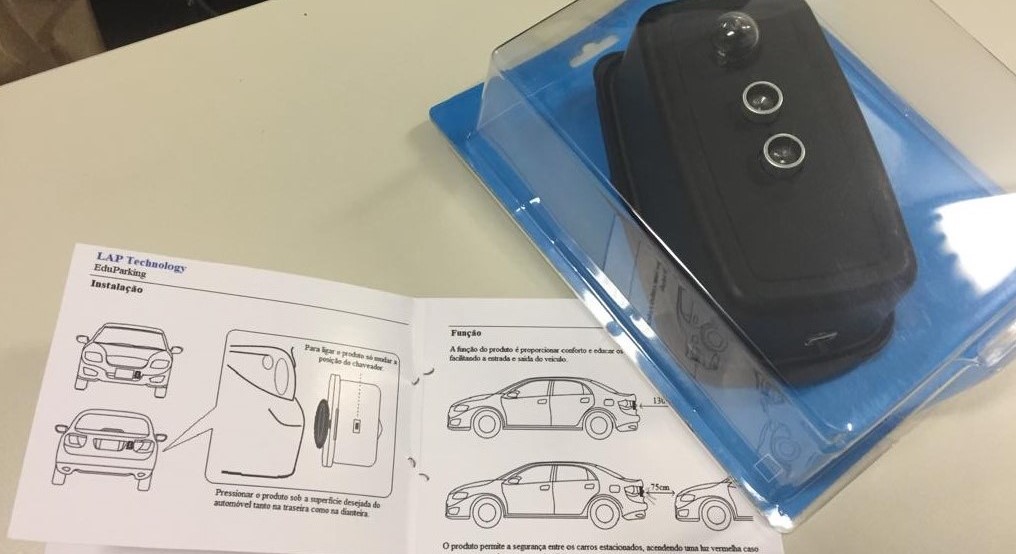 LAP Technology
EduParking
Instalação
Para ligar o produto só mudar a
posição do chaveador.
Pressionar o produto sob a superfície desejada do
automóvel tanto na traseira como na dianteira.
Função
A função do produto é proporcionar conforto e educar os
facilitando a entrada e saída do veículo.
130
75cm
O produto permite a segurança entre os carros estacionados, acendendo uma luz vermelha caso